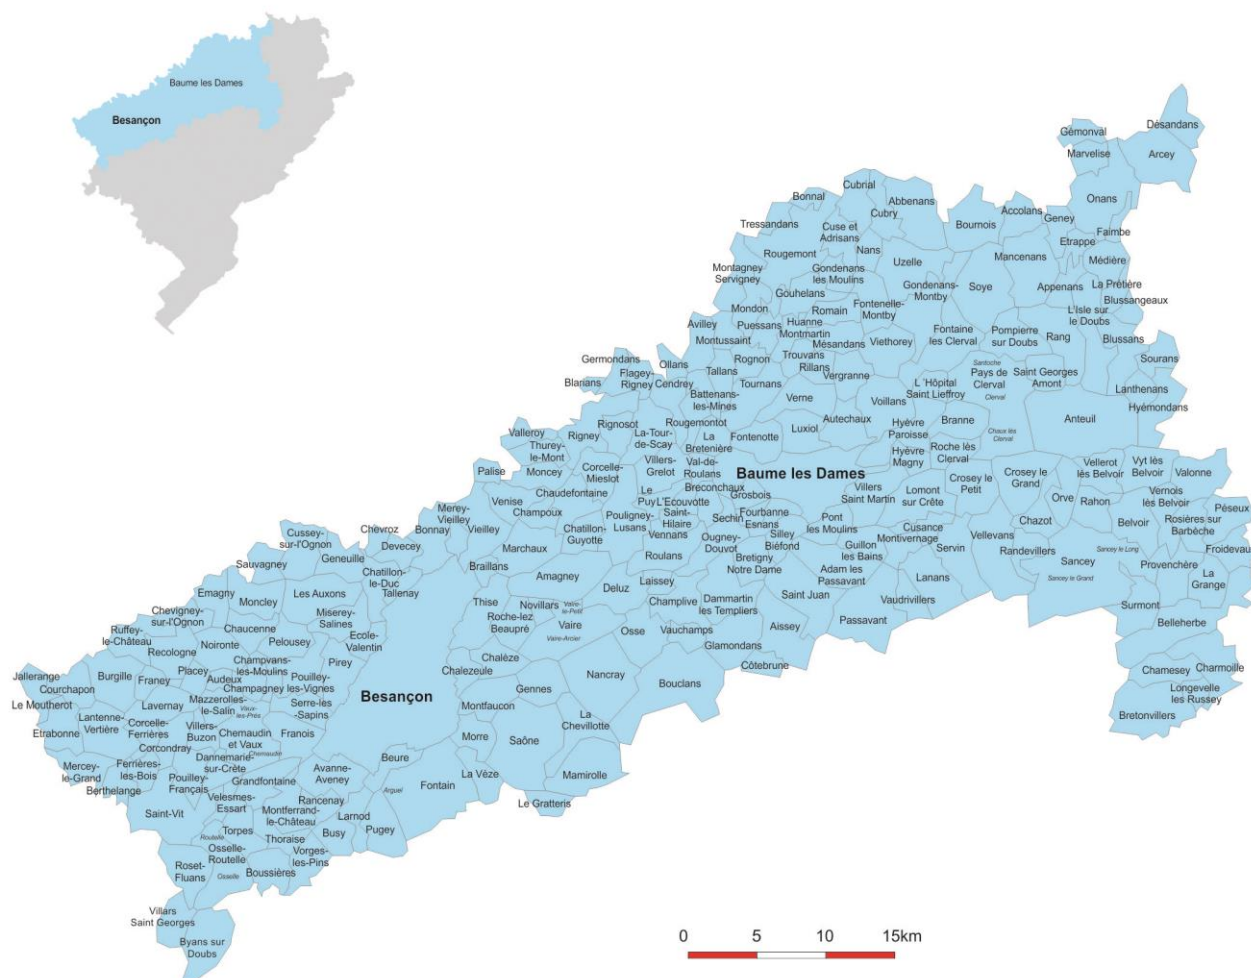 Baume les Dames
Besançon
Désandans
Gémonval
Marvelise
Arcey
Cubrial
Bonnal
Abbenans
Onans
Accolans
Cubry
Geney
Tressandans
Bournois
Cuse et
Adrisans
Faimbe
Etrappe
Nans
Rougemont
Mancenans
Médière
Uzelle
Montagney
Servigney
Gondenans
les Moulins
La Prétière
Gondenans-
Montby
Soye
Appenans
Gouhelans
Blussangeaux
Fontenelle-
Montby
Mondon
Romain
L'Isle sur
le Doubs
Avilley
Puessans
Huanne
Montmartin
Fontaine
les Clerval
Pompierre
sur Doubs
Rang
Blussans
Montussaint
Mésandans
Viethorey
Germondans
Ollans
Rognon
Trouvans
Rillans
Sourans
Santoche
Flagey-
Rigney
Tallans
Pays de
Clerval
Saint Georges
Amont
Blarians
Cendrey
Tournans
Vergranne
L 'Hôpital
Saint Lieffroy
Lanthenans
Battenans-
les-Mines
Verne
Voillans
Clerval
Hyémondans
Autechaux
Anteuil
Rignosot
Rougemontot
Hyèvre
Paroisse
Branne
Valleroy
Luxiol
Chaux lès
Clerval
Rigney
La-Tour-
de-Scay
La
Bretenière
Fontenotte
Thurey-
le-Mont
Roche lès
Clerval
Hyèvre
Magny
Villers-
Grelot
Val-de-
Roulans
Vellerot
lès Belvoir
Vyt lès
Belvoir
Palise
Moncey
Corcelle-
Mieslot
Baume les Dames
Crosey le
Grand
Valonne
Crosey le
Petit
Breconchaux
Villers
Saint Martin
Lomont
sur Crête
Chaudefontaine
Le
Puy
L'Ecouvotte
Grosbois
Orve
Rahon
Vernois
lès Belvoir
Venise
Péseux
Merey-
Vieilley
Champoux
Pouligney-
Lusans
Saint-
Hilaire
Fourbanne
Sechin
Esnans
Pont
les Moulins
Chazot
Belvoir
Rosières sur
Barbèche
Chevroz
Bonnay
Vieilley
Chatillon-
Guyotte
Vennans
Ougney-
Douvot
Silley
Biéfond
Cusance
Montivernage
Vellevans
Cussey-
sur-l'Ognon
Devecey
Marchaux
Guillon
les Bains
Servin
Randevillers
Sancey le Long
Froidevaux
Geneuille
Roulans
Bretigny
Notre Dame
Sancey
Provenchère
Sauvagney
Braillans
Adam les
Passavant
Chatillon-
le-Duc
Amagney
Lanans
Sancey le Grand
La
Grange
Tallenay
Deluz
Laissey
Emagny
Les Auxons
Moncley
Saint Juan
Vaudrivillers
Surmont
Thise
Novillars
Vaire-
le-Petit
Champlive
Dammartin
les Templiers
Chevigney-
sur-l'Ognon
Miserey-
Salines
Roche-lez
Beaupré
Passavant
Belleherbe
Vaire
Aissey
Ruffey-
le-Château
Chaucenne
Osse
Vauchamps
Noironte
Pelousey
Ecole-
Valentin
Vaire-Arcier
Glamondans
Recologne
Chalèze
Pirey
Côtebrune
Champvans-
les-Moulins
Charmoille
Placey
Chalezeule
Chamesey
Jallerange
Burgille
Franey
Audeux
Pouilley-
les-Vignes
Nancray
Courchapon
Champagney
Bouclans
Besançon
Gennes
Longevelle
les Russey
Mazzerolles-
le-Salin
Serre-les
-Sapins
Le Moutherot
Lavernay
Montfaucon
Bretonvillers
Vaux-
les-Prés
Lantenne-
Vertière
Corcelle-
Ferrières
La
Chevillotte
Etrabonne
Villers-
Buzon
Chemaudin
et Vaux
Francois
Morre
Saône
Corcondray
Chemaudin
Beure
Dannemarie-
sur-Crête
Mercey-
le-Grand
Ferrières-
les-Bois
Avanne-
Aveney
La Vèze
Mamirolle
Pouilley-
Français
Grandfontaine
Fontain
Berthelange
Arguel
Velesmes-
Essart
Rancenay
Le Gratteris
Saint-Vit
Montferrand-
le-Château
Larnod
Torpes
Busy
Pugey
Routelle
Thoraise
Osselle-
Routelle
Vorges-
les-Pins
Roset-
Fluans
Boussières
Osselle
Villars
Saint Georges
Byans sur
Doubs
0 5 10 15km